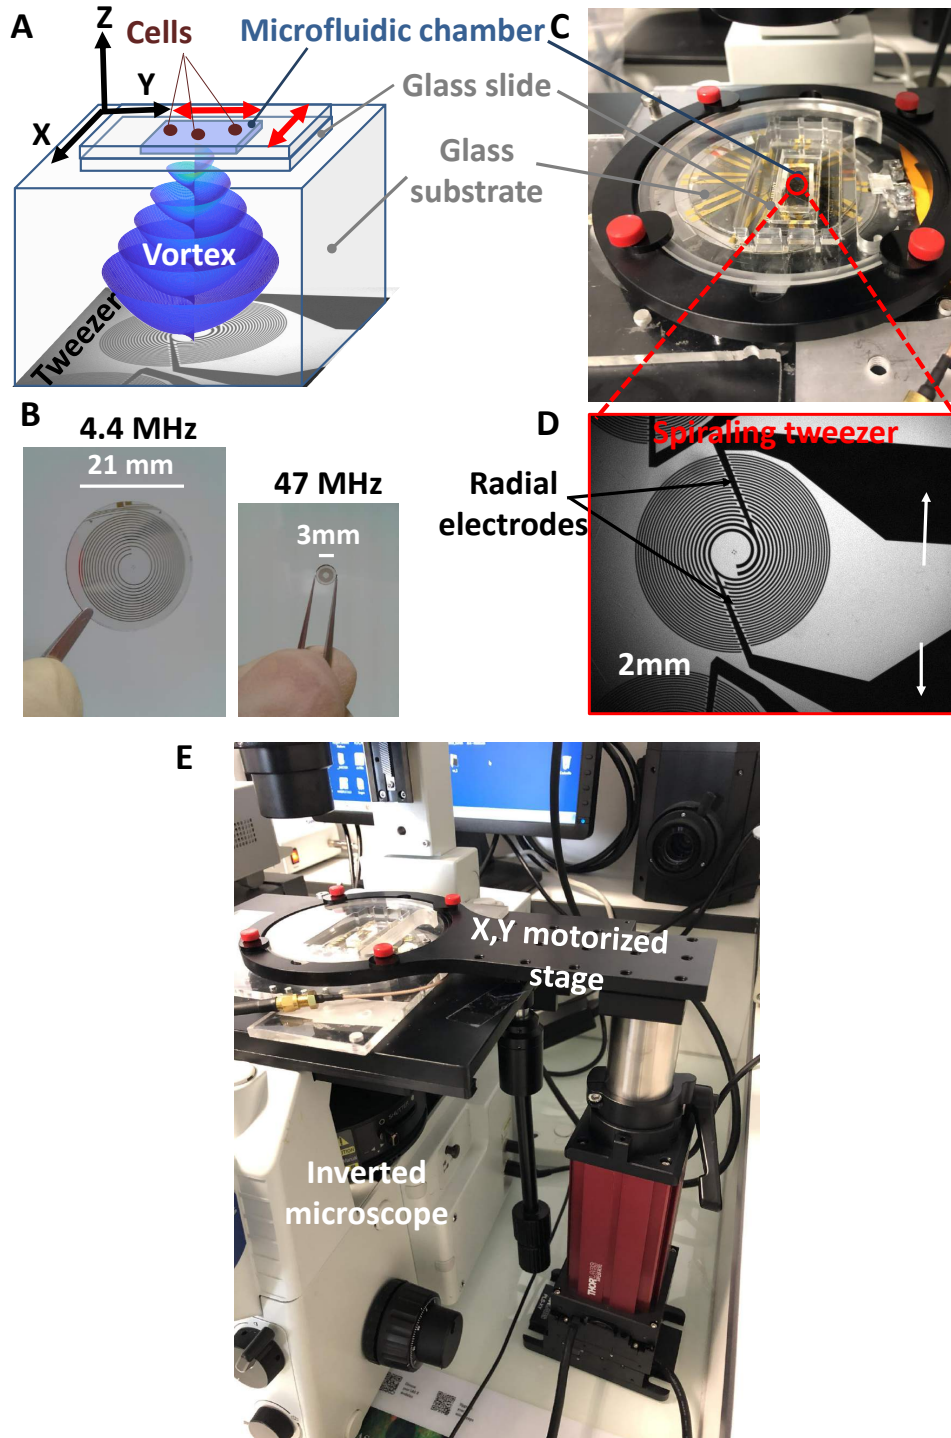 A
Z
Y
X
Cells
Microfluidic chamber
Glass slide
Glass
substrate
Vortex
Tweezer
B
4.4 MHz
21 mm
47 MHz
3mm
C
D
Spiraling tweezer
Radial
electrodes
2mm
E
X,Y motorized
stage
Inverted
microscope
THORLABS